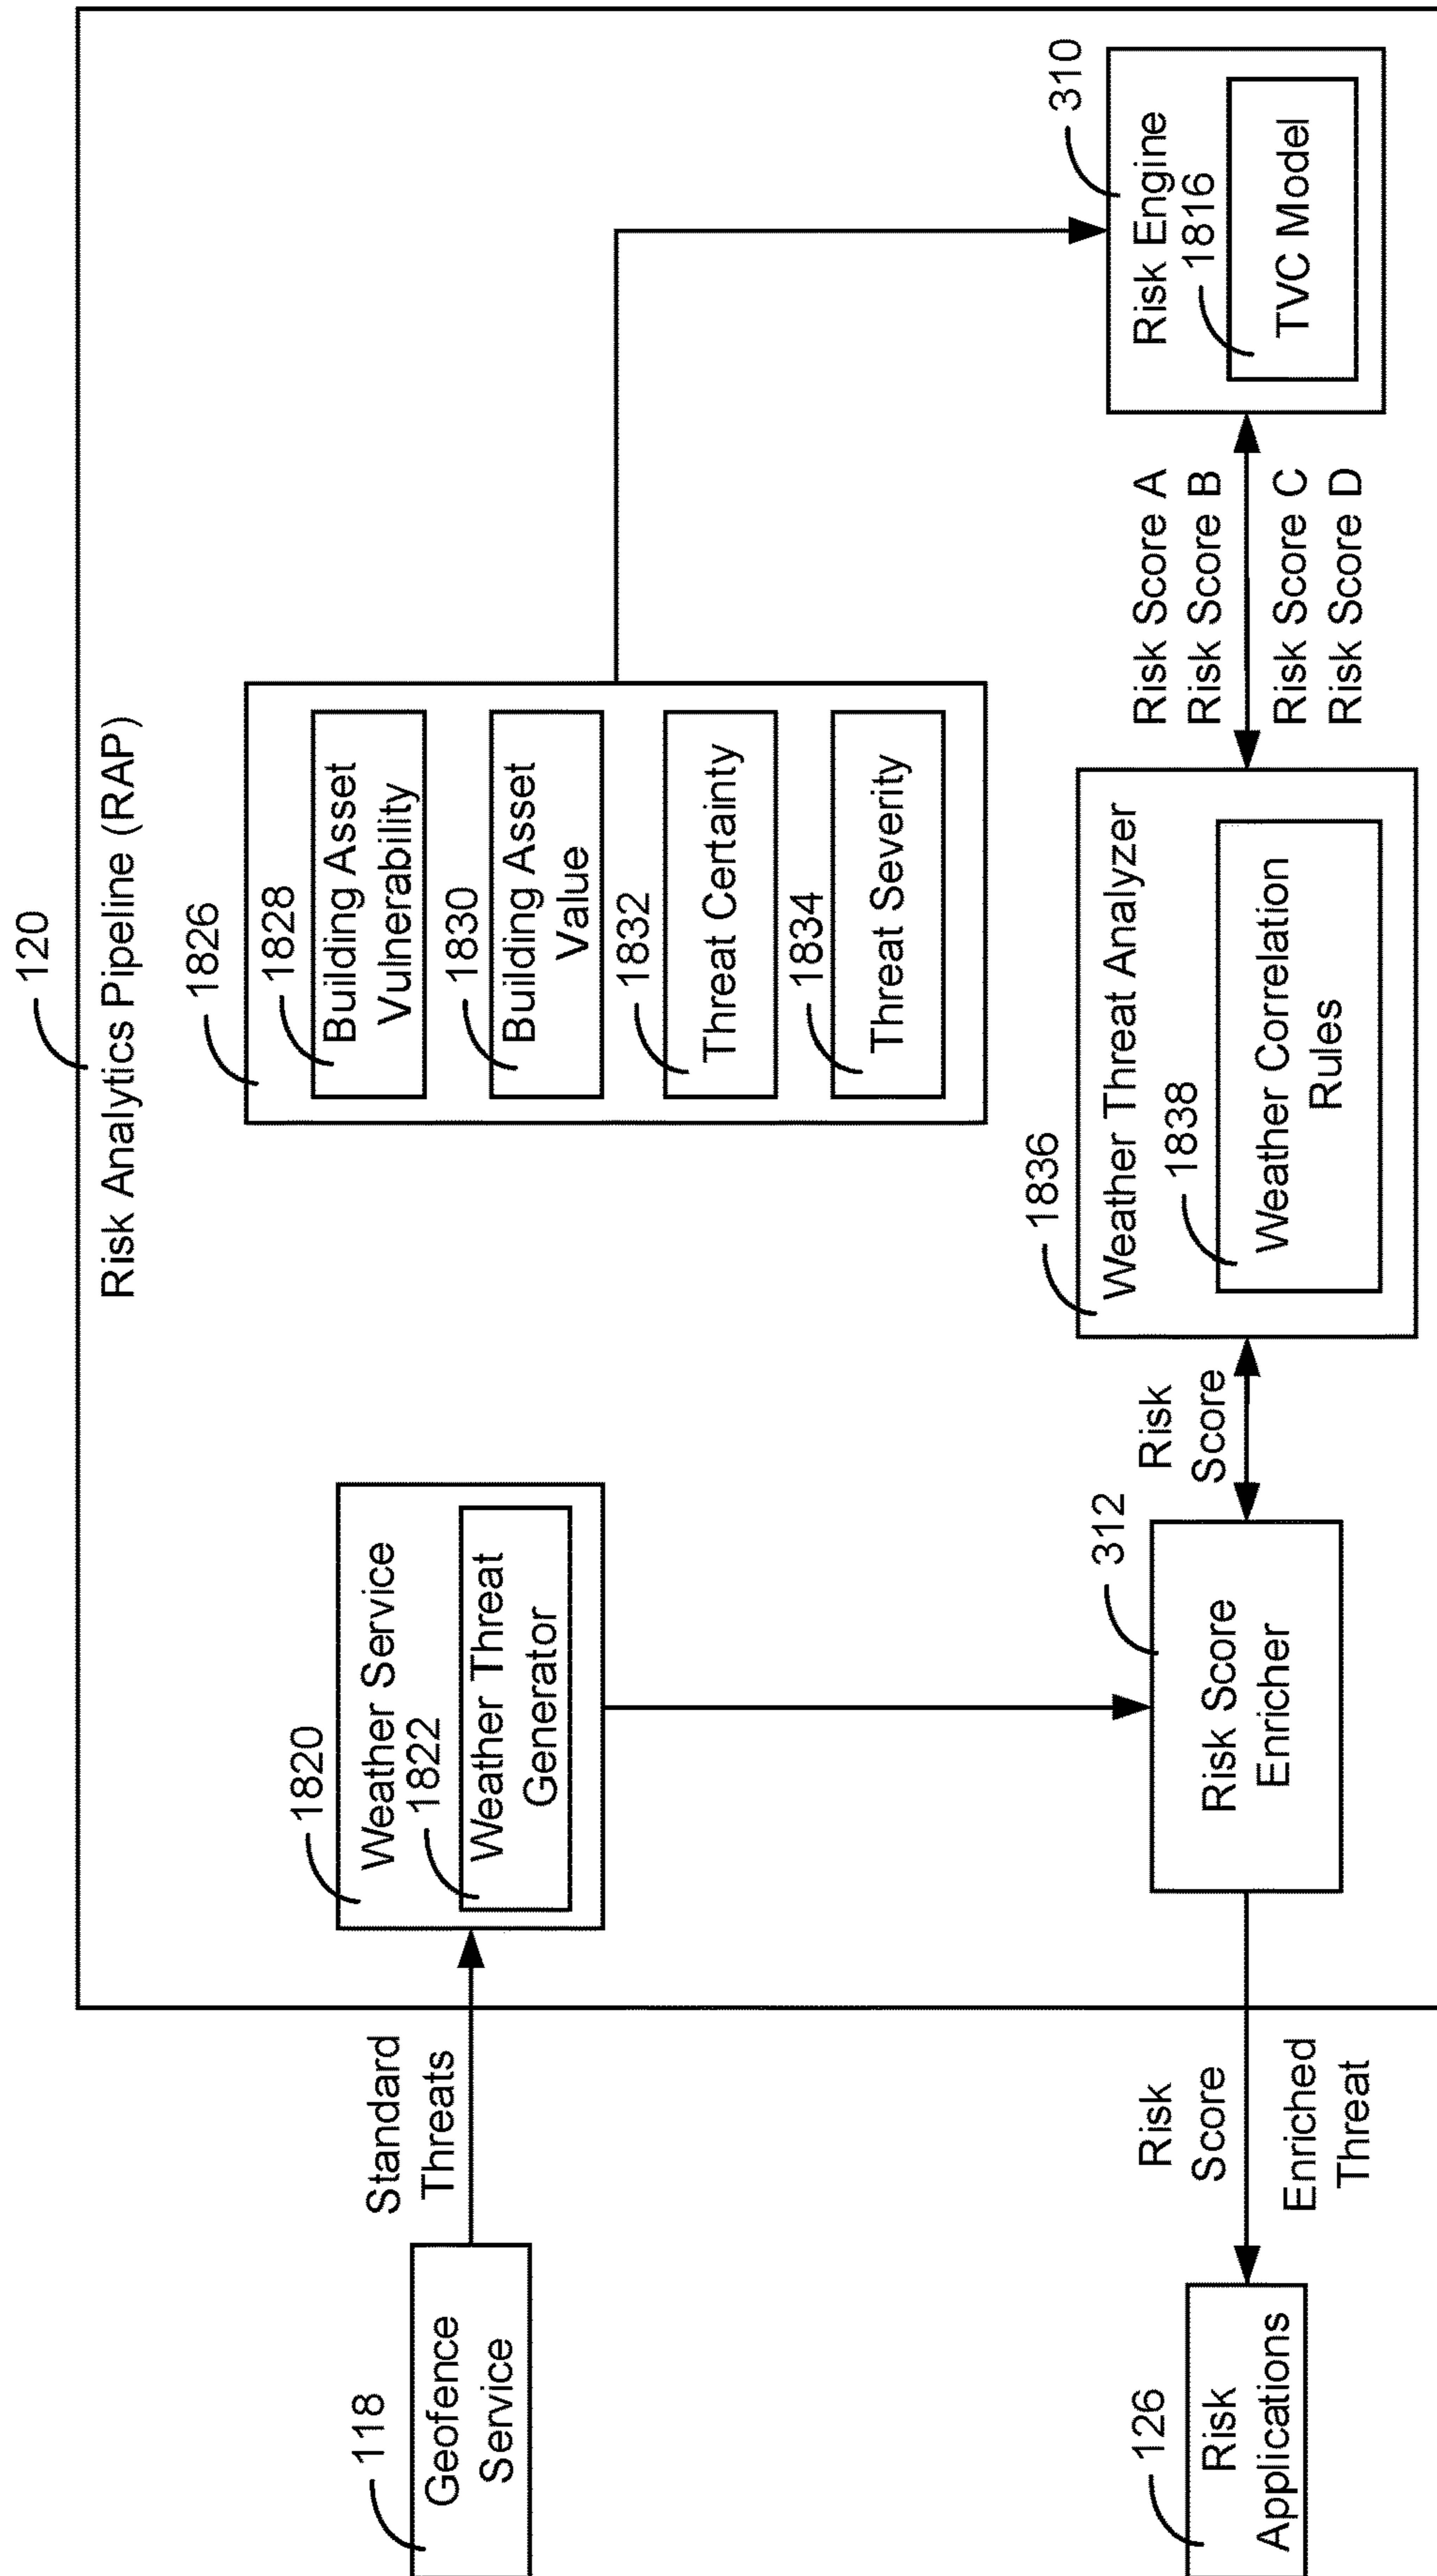 120
Risk Analytics Pipeline (RAP)
118
Geofence
Service
Standard
Threats
1820
Weather Service
1822
Weather Threat
Generator
1826
1828
Building Asset
Vulnerability
1830
Building Asset
Value
1832
Threat Certainty
1834
Threat Severity
310
Risk Engine
1816
TVC Model
126
Risk
Applications
Risk
Score
Enriched
Threat
312
Risk Score
Enricher
Risk
Score
1836
Weather Threat Analyzer
1838
Weather Correlation
Rules
Risk Score A
Risk Score B
Risk Score C
Risk Score D